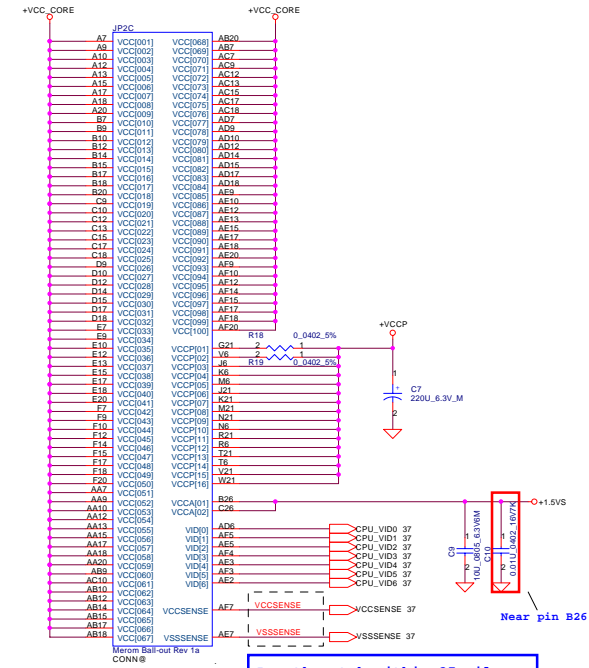 +VCC_CORE +VCC_CORE
JP2C
A7 VCC[001] VCC[068] AB20
A9 VCC[002] VCC[069] AB7
A10 VCC[003] VCC[070] AC7
A12 VCC[004] VCC[071] AC9
A13 VCC[005] VCC[072] AC12
A15 VCC[006] VCC[073] AC13
A17 VCC[007] VCC[074] AC15
A18 VCC[008] VCC[075] AC17
A20 VCC[009] VCC[076] AC18
B7 VCC[010] VCC[077] AD7
B9 VCC[011] VCC[078] AD9
B10 VCC[012] VCC[079] AD10
B12 VCC[013] VCC[080] AD12
B14 VCC[014] VCC[081] AD14
B15 VCC[015] VCC[082] AD15
B17 VCC[016] VCC[083] AD17
B18 VCC[017] VCC[084] AD18
B20 VCC[018] VCC[085] AE9
C9 VCC[019] VCC[086] AE10
C10 VCC[020] VCC[087] AE12
C12 VCC[021] VCC[088] AE13
C13 VCC[022] VCC[089] AE15
C15 VCC[023] VCC[090] AE17
C17 VCC[024] VCC[091] AE18
C18 VCC[025] VCC[092] AE20
D9 VCC[026] VCC[093] AF9
D10 VCC[027] VCC[094] AF10
D12 VCC[028] VCC[095] AF12
D14 VCC[029] VCC[096] AF14
D15 VCC[030] VCC[097] AF15
D17 VCC[031] VCC[098] AF17
D18 VCC[032] VCC[099] AF18
E7 VCC[033] VCC[100] AF20
E9 VCC[034]
R18 0_0402_5%
+VCCP
E10 VCC[035] VCCP[01] G21 2 1
E12 VCC[036] VCCP[02] V6 2 1
R19 0_0402_5%
E13 VCC[037] VCCP[03] J6
E15 VCC[038] VCCP[04] K6
E17 VCC[039] VCCP[05] M6
E18 VCC[040] VCCP[06] J21
E20 VCC[041] VCCP[07] K21
F7 VCC[042] VCCP[08] M21
F9 VCC[043] VCCP[09] N21
F10 VCC[044] VCCP[10] N6
F12 VCC[045] VCCP[11] R21
F14 VCC[046] VCCP[12] R6
F15 VCC[047] VCCP[13] T21
F17 VCC[048] VCCP[14] T6
F18 VCC[049] VCCP[15] V21
F20 VCC[050] VCCP[16] W21
1
+
C7
220U_6.3V_M
2
AA7 VCC[051]
AA9 VCC[052] VCCA[01] B26
AA10 VCC[053] VCCA[02] C26
AA12 VCC[054]
+1.5VS
AA13 VCC[055] VID[0] AD6 CPU_VID0 37
AA15 VCC[056] VID[1] AF5 CPU_VID1 37
AA17 VCC[057] VID[2] AE5 CPU_VID2 37
AA18 VCC[058] VID[3] AF4 CPU_VID3 37
AA20 VCC[059] VID[4] AE3 CPU_VID4 37
AB9 VCC[060] VID[5] AF3 CPU_VID5 37
AC10 VCC[061] VID[6] AE2 CPU_VID6 37
AB10 VCC[062]
AB12 VCC[063]
AB14 VCC[064] VCCSENSE AF7 VCCSENSE VCCSENSE 37
AB15 VCC[065]
AB17 VCC[066]
AB18 VCC[067] VSSSENSE AE7 VSSSENSE VSSSENSE 37
1
2
C9
10U_0805_6.3V6M
1
2
C10
0.01U_0402_16V7K
Near pin B26
Merom Ball-out Rev 1a
CONN@